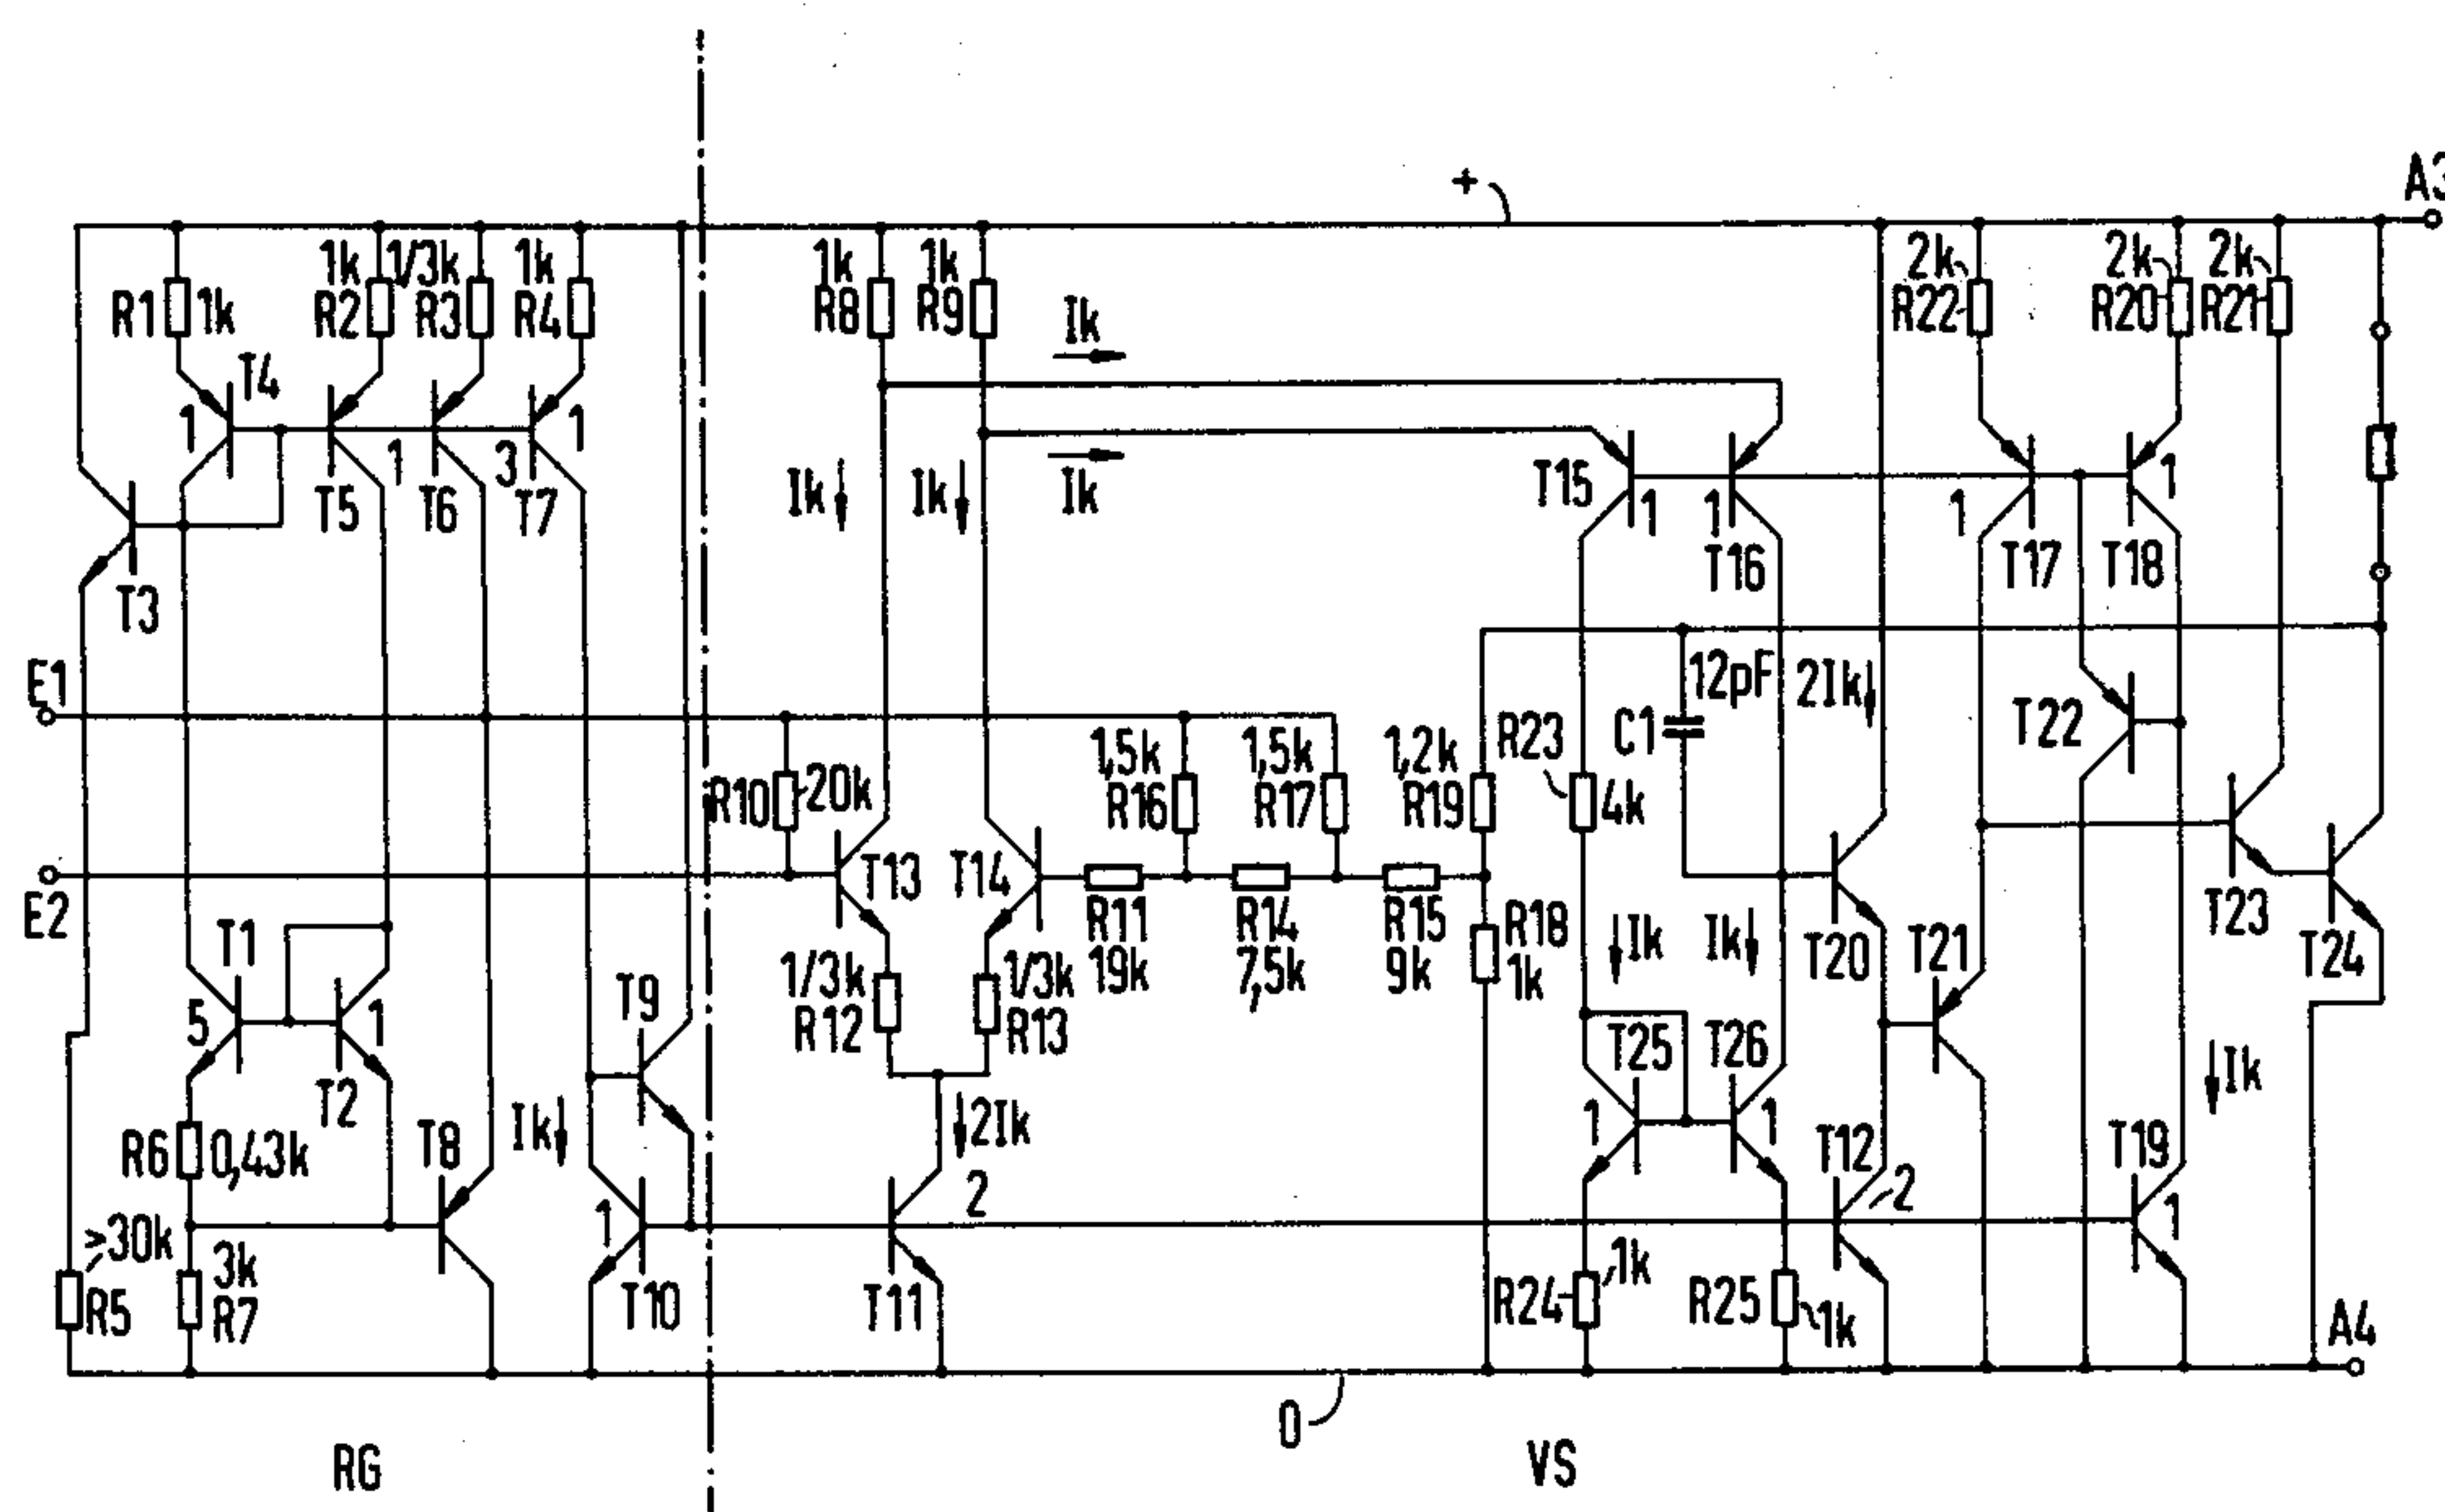 +
A3
1k 1/3k 1k
R1 1k R2 R3 R4
1k 1k
R8 R9
Ik
2k 2k 2k
R22 R20 R21
T4
1 1 3 1
T5 T6 T7
Ik Ik Ik
T15 1 1 T16
1 T17 T18 1
T3
E1
12pF 2Ik
C1
T22
R10 20k
1,5k 1,5k 1,2k R23
R16 R17 R19 4k
T13 T14
E2
R11 R14 R15 R18
19k 7,5k 9k 1k
Ik Ik
T20 T21 T23 T24
T1 5 1 T2
T9
1/3k 1/3k
R12 R13
T25 T26
1 1
R6 0,43k
T8
Ik
2Ik
2
T12 2
T19 1
Ik
≥30k
R5
3k
R7
1 T10
T11
R24 1k
R25 1k
A4
0
RG VS